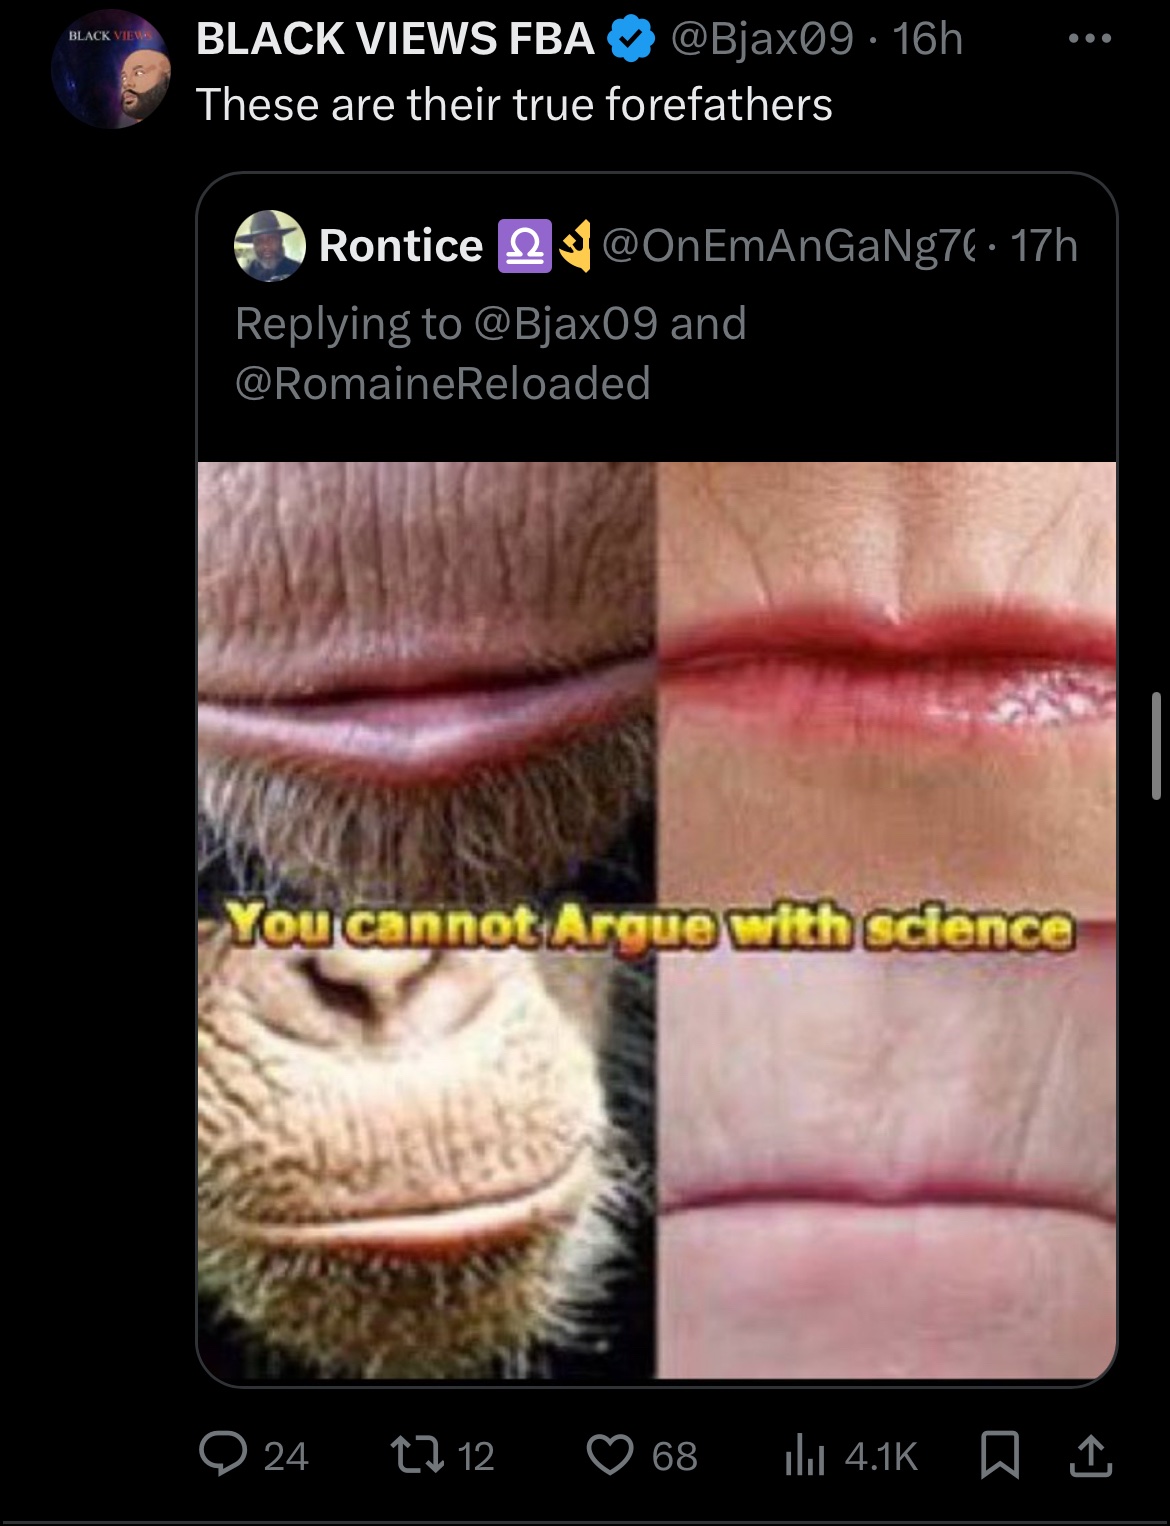 BLACK VIEWS
BLACK VIEWS FBA @Bjax09 · 16h
These are their true forefathers
Rontice ♎ @OnEmAnGaNg7 · 17h
Replying to @Bjax09 and
@RomaineReloaded
You cannot Argue with science
24 12 68 4.1K